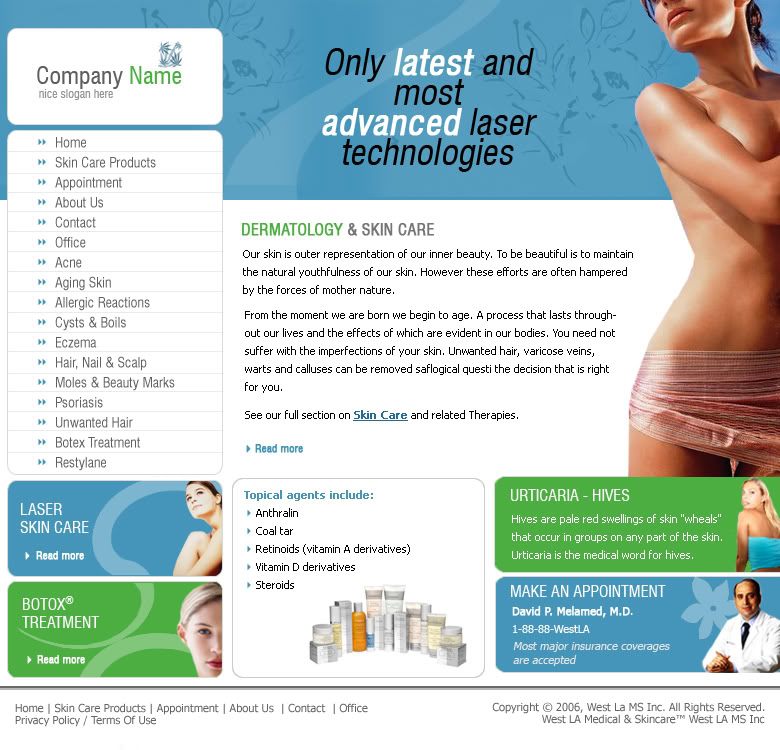 Company Name
nice slogan here
Only latest and
most
advanced laser
technologies
Home
Skin Care Products
Appointment
About Us
Contact
Office
Acne
Aging Skin
Allergic Reactions
Cysts & Boils
Eczema
Hair, Nail & Scalp
Moles & Beauty Marks
Psoriasis
Unwanted Hair
Botex Treatment
Restylane
DERMATOLOGY & SKIN CARE
Our skin is outer representation of our inner beauty. To be beautiful is to maintain
the natural youthfulness of our skin. However these efforts are often hampered
by the forces of mother nature.
From the moment we are born we begin to age. A process that lasts through-
out our lives and the effects of which are evident in our bodies. You need not
suffer with the imperfections of your skin. Unwanted hair, varicose veins,
warts and calluses can be removed saflogical questi the decision that is right
for you.
See our full section on Skin Care and related Therapies.
Read more
LASER
SKIN CARE
Read more
BOTOX®
TREATMENT
Read more
Topical agents include:
Anthralin
Coal tar
Retinoids (vitamin A derivatives)
Vitamin D derivatives
Steroids
URTICARIA - HIVES
Hives are pale red swellings of skin "wheals"
that occur in groups on any part of the skin.
Urticaria is the medical word for hives.
MAKE AN APPOINTMENT
David P. Melamed, M.D.
1-88-88-WestLA
Most major insurance coverages
are accepted
Home | Skin Care Products | Appointment | About Us | Contact | Office
Privacy Policy / Terms Of Use
Copyright © 2006, West La MS Inc. All Rights Reserved.
West LA Medical & Skincare™ West LA MS Inc